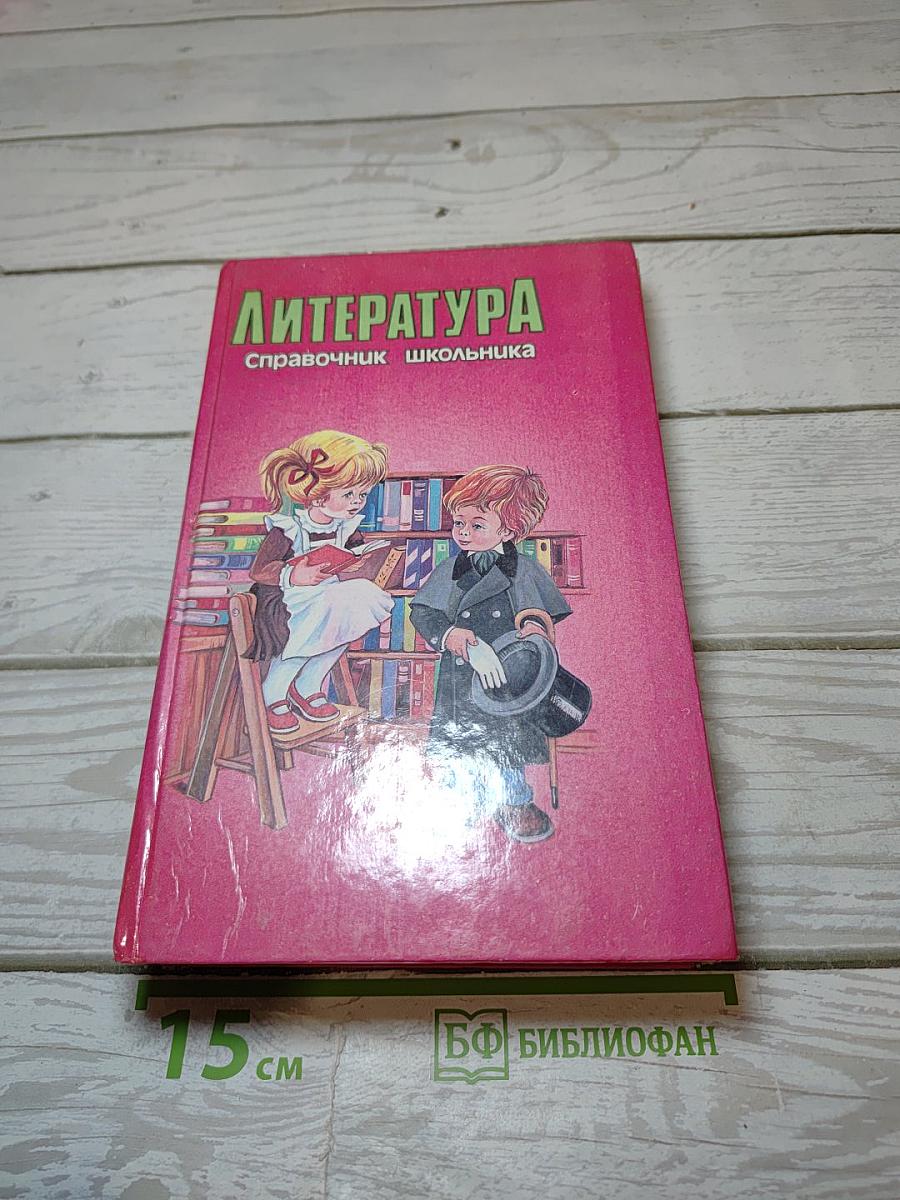 ЛИТЕРАТУРА
Справочник школьника
15 см
БФ БИБЛИОФАН